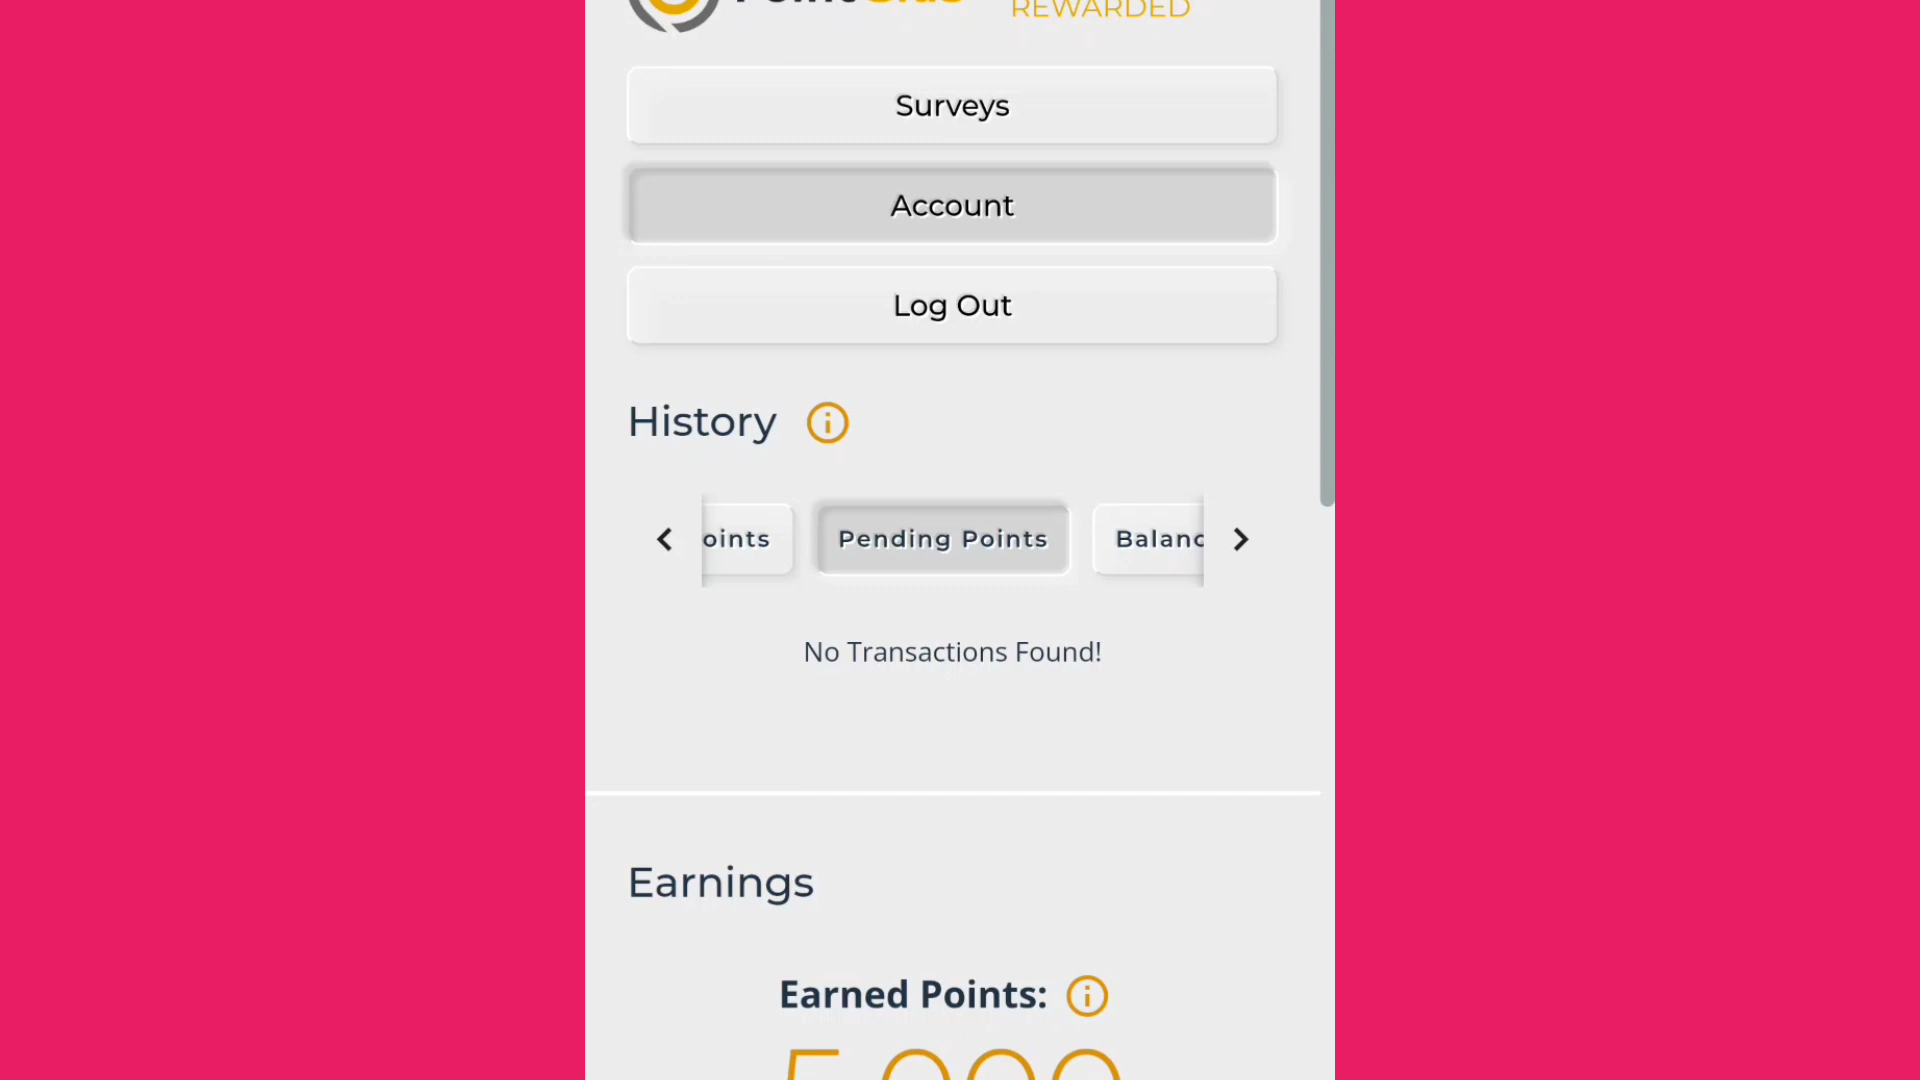 REWARDED
Surveys
Account
Log Out
History
oints
Pending Points
Balanc
No Transactions Found!
Earnings
Earned Points: